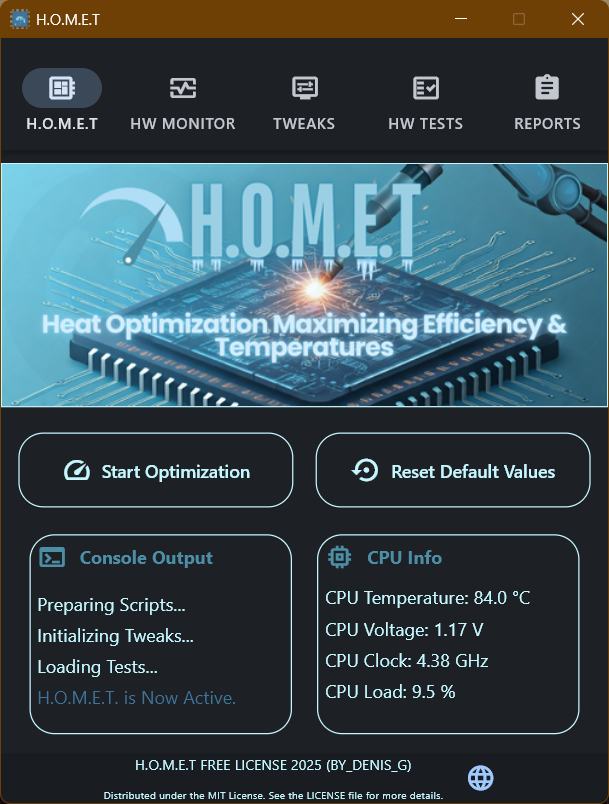 H.O.M.E.T
H.O.M.E.T
HW MONITOR
TWEAKS
HW TESTS
REPORTS
H.O.M.E.T
Heat Optimization Maximizing Efficiency &
Temperatures
Start Optimization
Reset Default Values
Console Output
Preparing Scripts...
Initializing Tweaks...
Loading Tests...
H.O.M.E.T. is Now Active.
CPU Info
CPU Temperature: 84.0 °C
CPU Voltage: 1.17 V
CPU Clock: 4.38 GHz
CPU Load: 9.5 %
H.O.M.E.T FREE LICENSE 2025 (BY_DENIS_G)
Distributed under the MIT License. See the LICENSE file for more details.